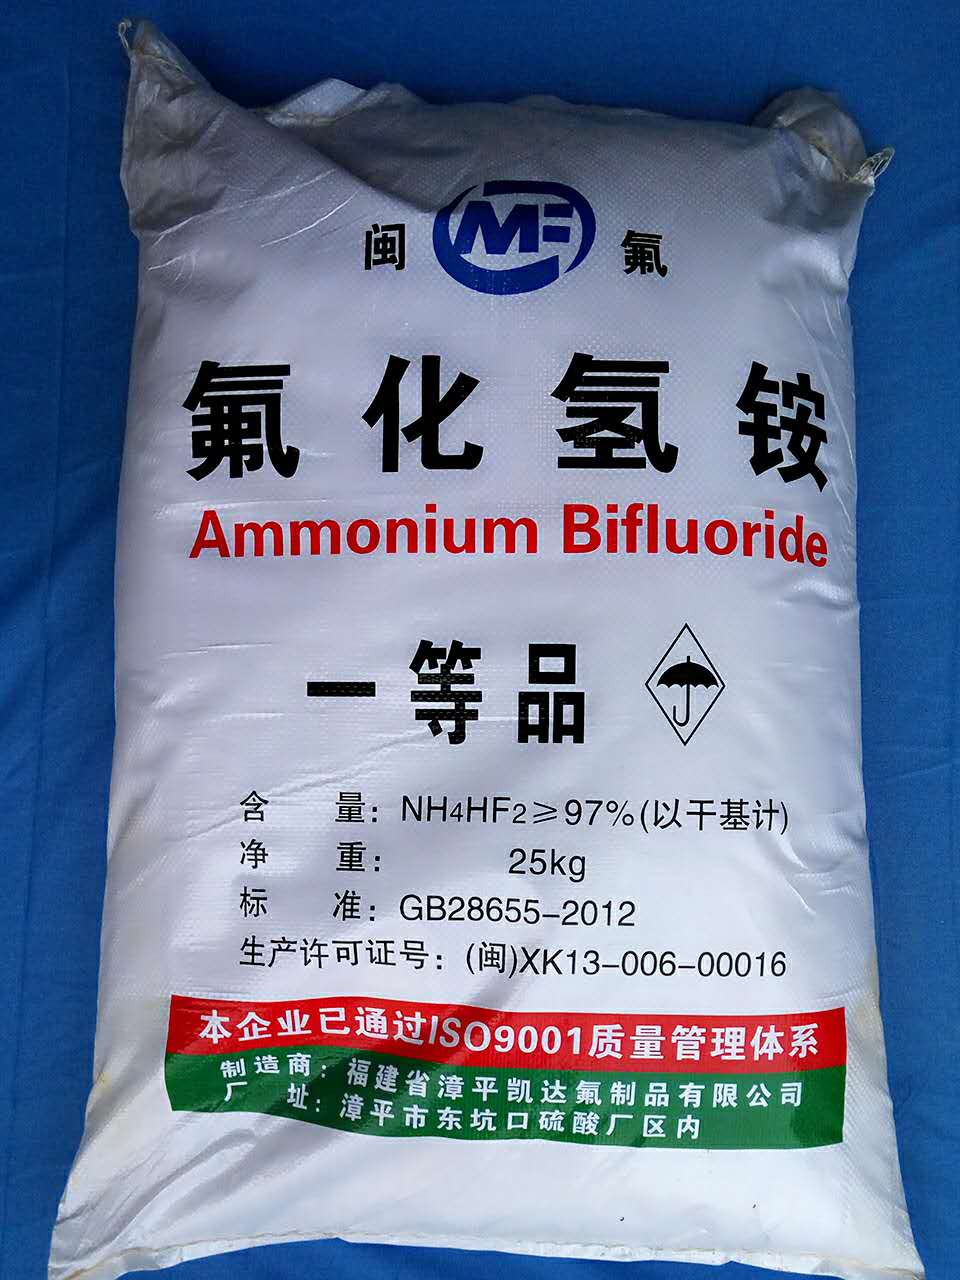 闽 MF 氟
氟化氢铵
Ammonium Bifluoride
一等品
含 量：NH4HF2≥97%(以干基计)
净 重： 25kg
标 准：GB28655-2012
生产许可证号：(闽)XK13-006-00016
本企业已通过ISO9001质量管理体系
制造商：福建省漳平凯达氟制品有限公司
厂 址：漳平市东坑口硫酸厂区内